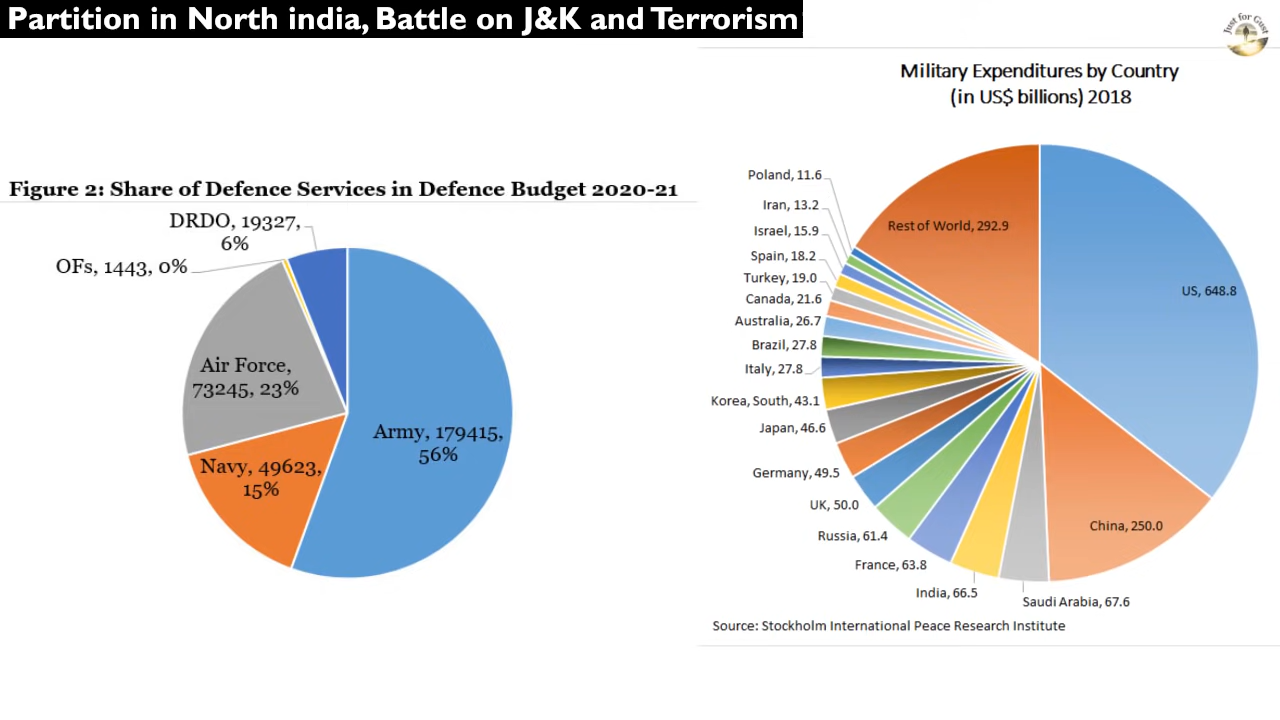 Partition in North india, Battle on J&K and Terrorism
Just for Gust
Figure 2: Share of Defence Services in Defence Budget 2020-21
DRDO, 19327,
6%
OFs, 1443, 0%
Air Force,
73245, 23%
Army, 179415,
56%
Navy, 49623,
15%
Military Expenditures by Country
(in US$ billions) 2018
Poland, 11.6
Iran, 13.2
Israel, 15.9
Spain, 18.2
Turkey, 19.0
Canada, 21.6
Australia, 26.7
Brazil, 27.8
Italy, 27.8
Korea, South, 43.1
Japan, 46.6
Germany, 49.5
UK, 50.0
Russia, 61.4
France, 63.8
India, 66.5
Saudi Arabia, 67.6
China, 250.0
US, 648.8
Rest of World, 292.9
Source: Stockholm International Peace Research Institute